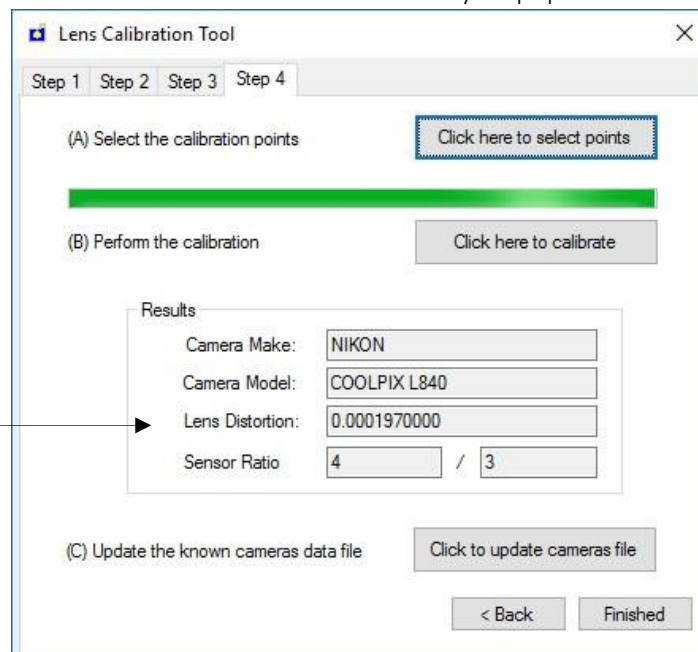 Lens Calibration Tool
Step 1 Step 2 Step 3 Step 4
(A) Select the calibration points Click here to select points
(B) Perform the calibration Click here to calibrate
Results
Camera Make: NIKON
Camera Model: COOLPIX L840
Lens Distortion: 0.0001970000
Sensor Ratio 4 / 3
(C) Update the known cameras data file Click to update cameras file
< Back Finished